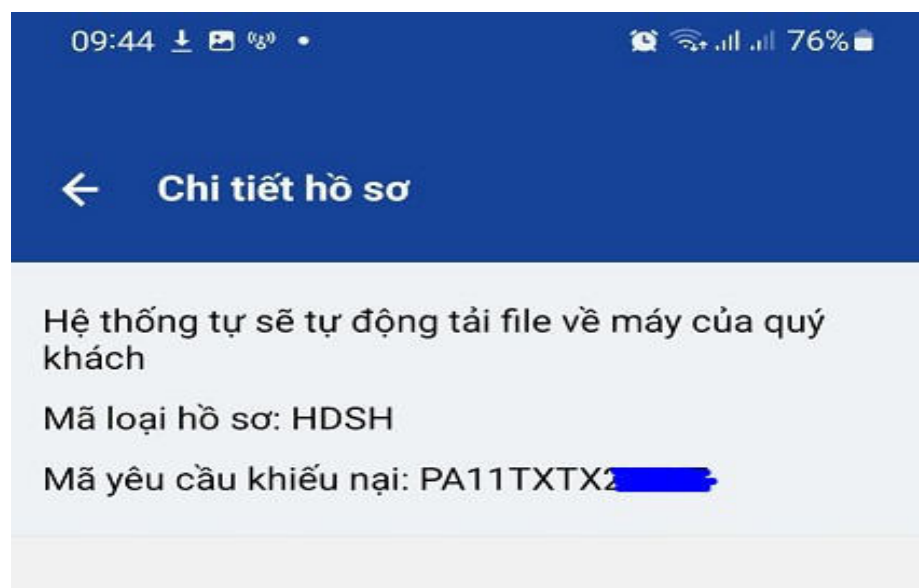 09:44
76%
Chi tiết hồ sơ
Hệ thống tự sẽ tự động tải file về máy của quý
khách
Mã loại hồ sơ: HDSH
Mã yêu cầu khiếu nại: PA11TXTX2